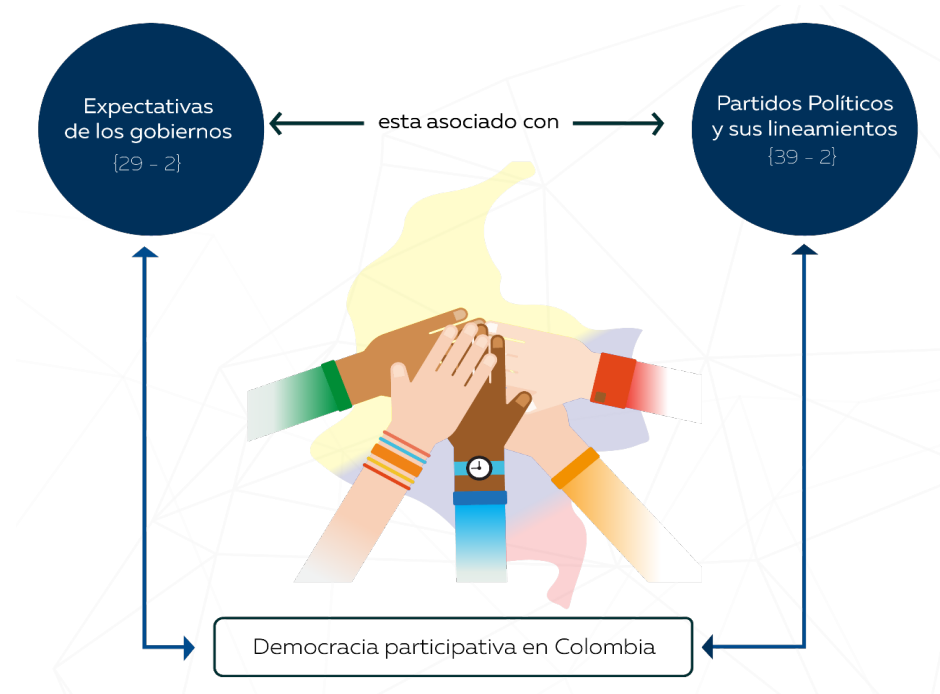 Expectativas
de los gobiernos
{29 - 2}
esta asociado con
Partidos Políticos
y sus lineamientos
{39 - 2}
Democracia participativa en Colombia